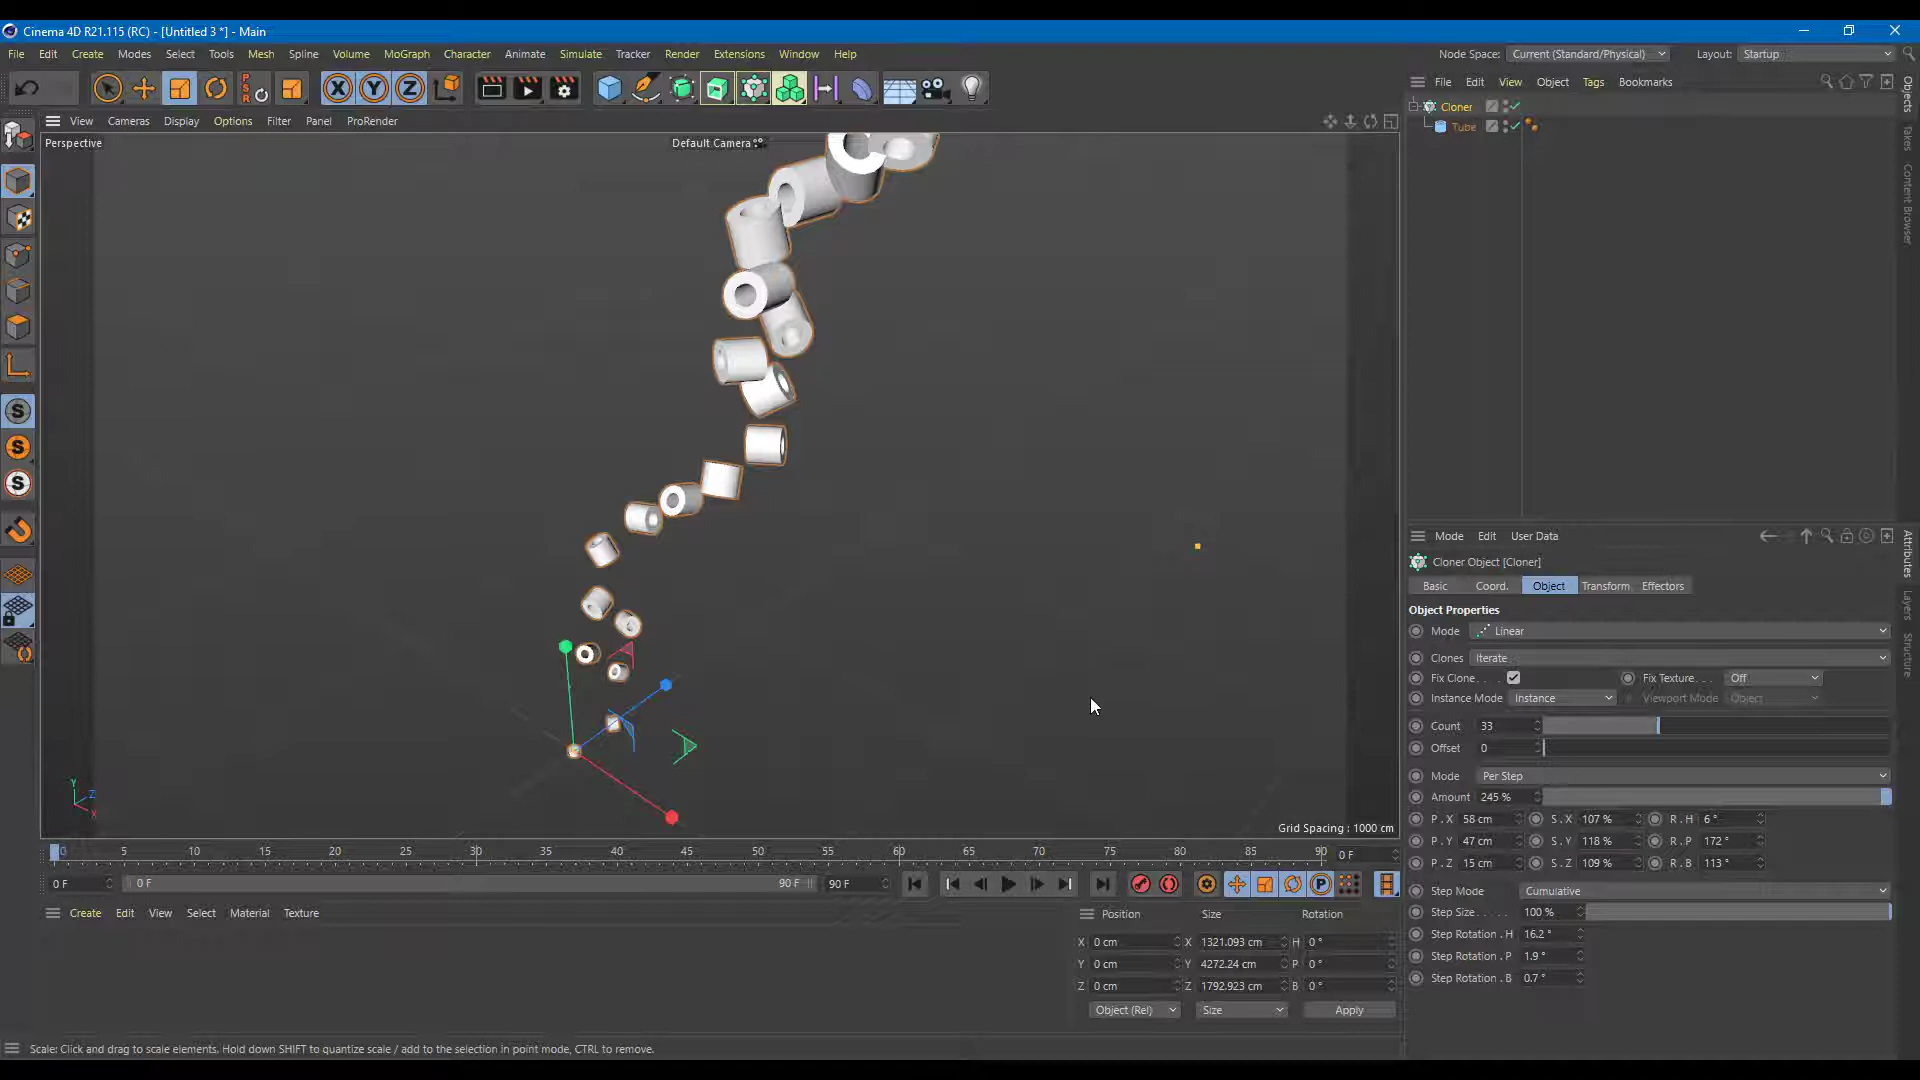 Cinema 4D R21.115 (RC) - [Untitled 3 *] - Main
File Edit Create Modes Select Tools Mesh Spline Volume MoGraph Character Animate Simulate Tracker Render Extensions Window Help
Node Space: Current (Standard/Physical) Layout: Startup
File Edit View Object Tags Bookmarks
View Cameras Display Options Filter Panel ProRender
Perspective
Default Camera
Cloner
Tube
Objects
Takes
Content Browser
Grid Spacing : 1000 cm
Mode Edit User Data
Cloner Object [Cloner]
Basic Coord. Object Transform Effectors
Object Properties
Mode Linear
Clones Iterate
Fix Clone Fix Texture Off
Instance Mode Instance Viewport Mode Object
Count 33
Offset 0
Mode Per Step
Amount 245 %
P . X 58 cm S . X 107 % R . H 6 °
P . Y 47 cm S . Y 118 % R . P 172 °
P . Z 15 cm S . Z 109 % R . B 113 °
Step Mode Cumulative
Step Size 100 %
Step Rotation . H 16.2 °
Step Rotation . P 1.9 °
Step Rotation . B 0.7 °
Attributes
Layers
Structure
0 5 10 15 20 25 30 35 40 45 50 55 60 65 70 75 80 85 90 0 F
0 F 0 F 90 F 90 F
Create Edit View Select Material Texture
Position Size Rotation
X 0 cm X 1321.093 cm H 0 °
Y 0 cm Y 4272.24 cm P 0 °
Z 0 cm Z 1792.923 cm B 0 °
Object (Rel) Size Apply
Scale: Click and drag to scale elements. Hold down SHIFT to quantize scale / add to the selection in point mode, CTRL to remove.